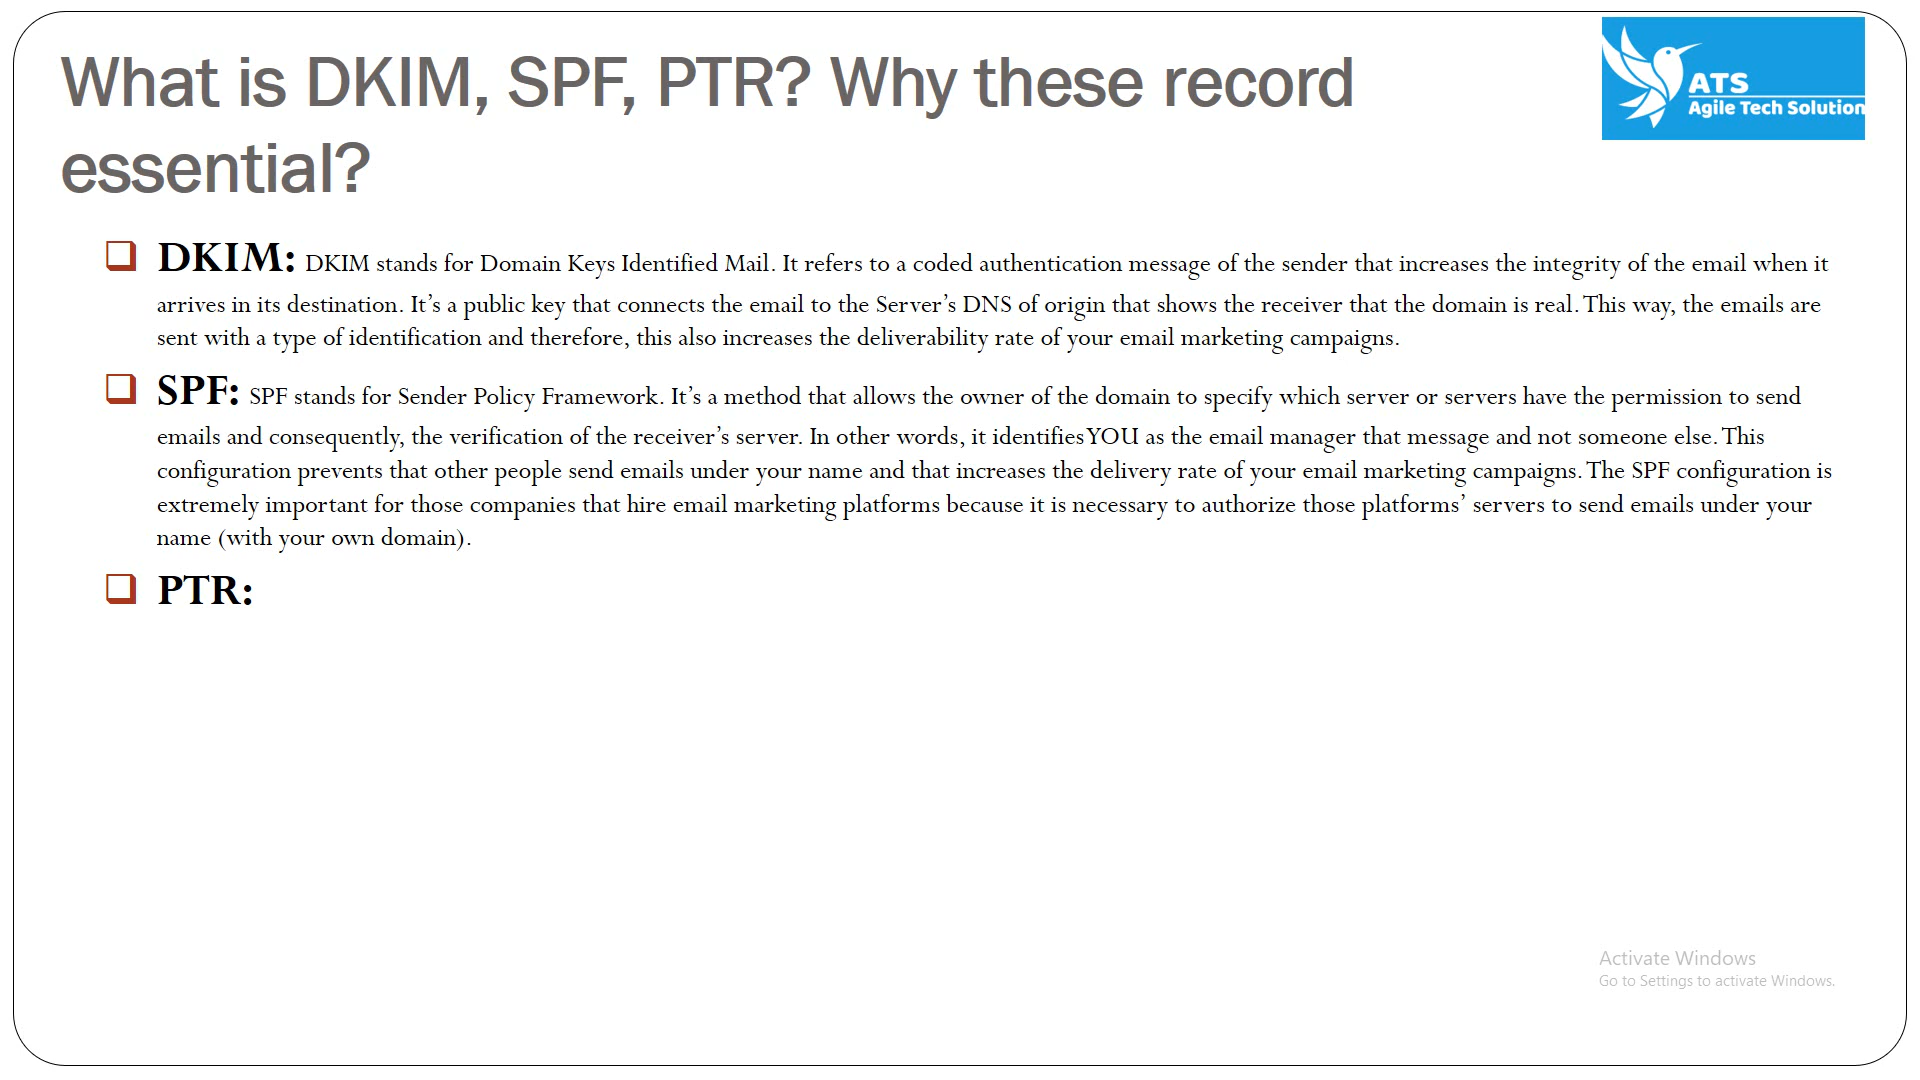 What is DKIM, SPF, PTR? Why these record
essential?
ATS
Agile Tech Solution
❑ DKIM: DKIM stands for Domain Keys Identified Mail. It refers to a coded authentication message of the sender that increases the integrity of the email when it
arrives in its destination. It’s a public key that connects the email to the Server’s DNS of origin that shows the receiver that the domain is real. This way, the emails are
sent with a type of identification and therefore, this also increases the deliverability rate of your email marketing campaigns.
❑ SPF: SPF stands for Sender Policy Framework. It’s a method that allows the owner of the domain to specify which server or servers have the permission to send
emails and consequently, the verification of the receiver’s server. In other words, it identifies YOU as the email manager that message and not someone else. This
configuration prevents that other people send emails under your name and that increases the delivery rate of your email marketing campaigns. The SPF configuration is
extremely important for those companies that hire email marketing platforms because it is necessary to authorize those platforms’ servers to send emails under your
name (with your own domain).
❑ PTR:
Activate Windows
Go to Settings to activate Windows.